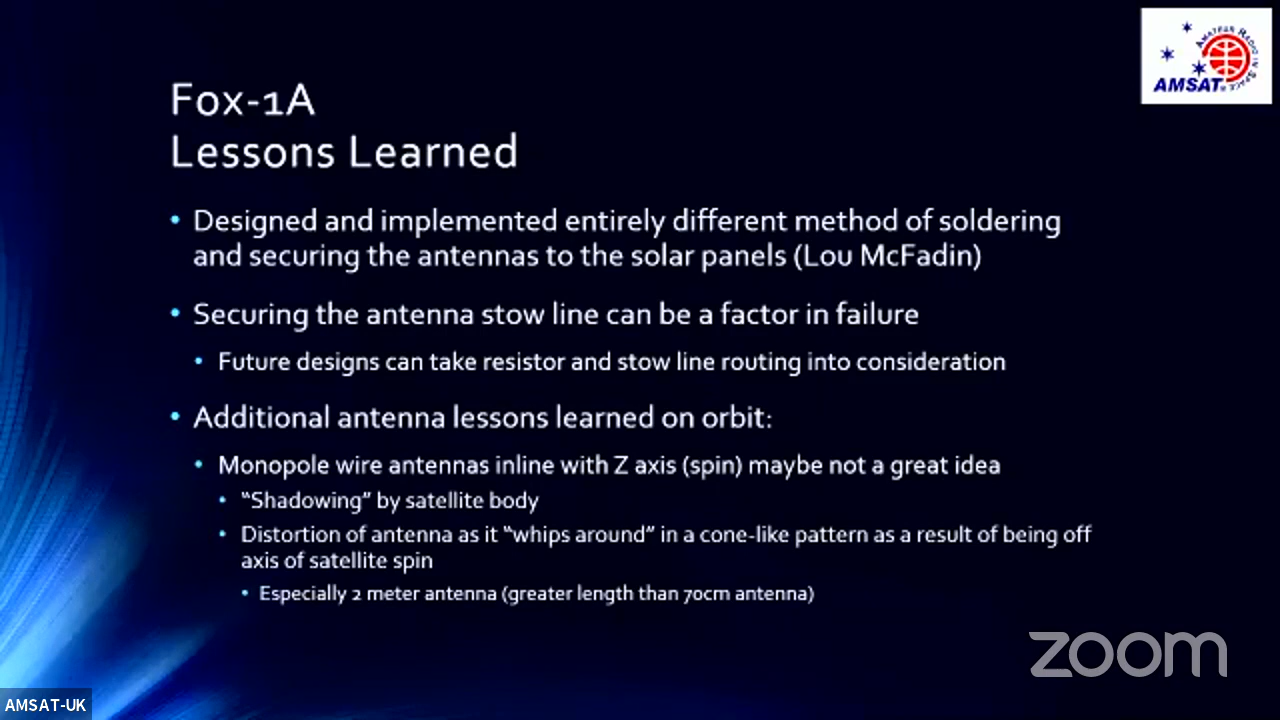 AMATEUR RADIO IN SPACE
AMSAT®
Fox-1A
Lessons Learned
• Designed and implemented entirely different method of soldering
and securing the antennas to the solar panels (Lou McFadin)
• Securing the antenna stow line can be a factor in failure
• Future designs can take resistor and stow line routing into consideration
• Additional antenna lessons learned on orbit:
• Monopole wire antennas inline with Z axis (spin) maybe not a great idea
• “Shadowing” by satellite body
• Distortion of antenna as it “whips around” in a cone-like pattern as a result of being off
axis of satellite spin
• Especially 2 meter antenna (greater length than 70cm antenna)
zoom
AMSAT-UK